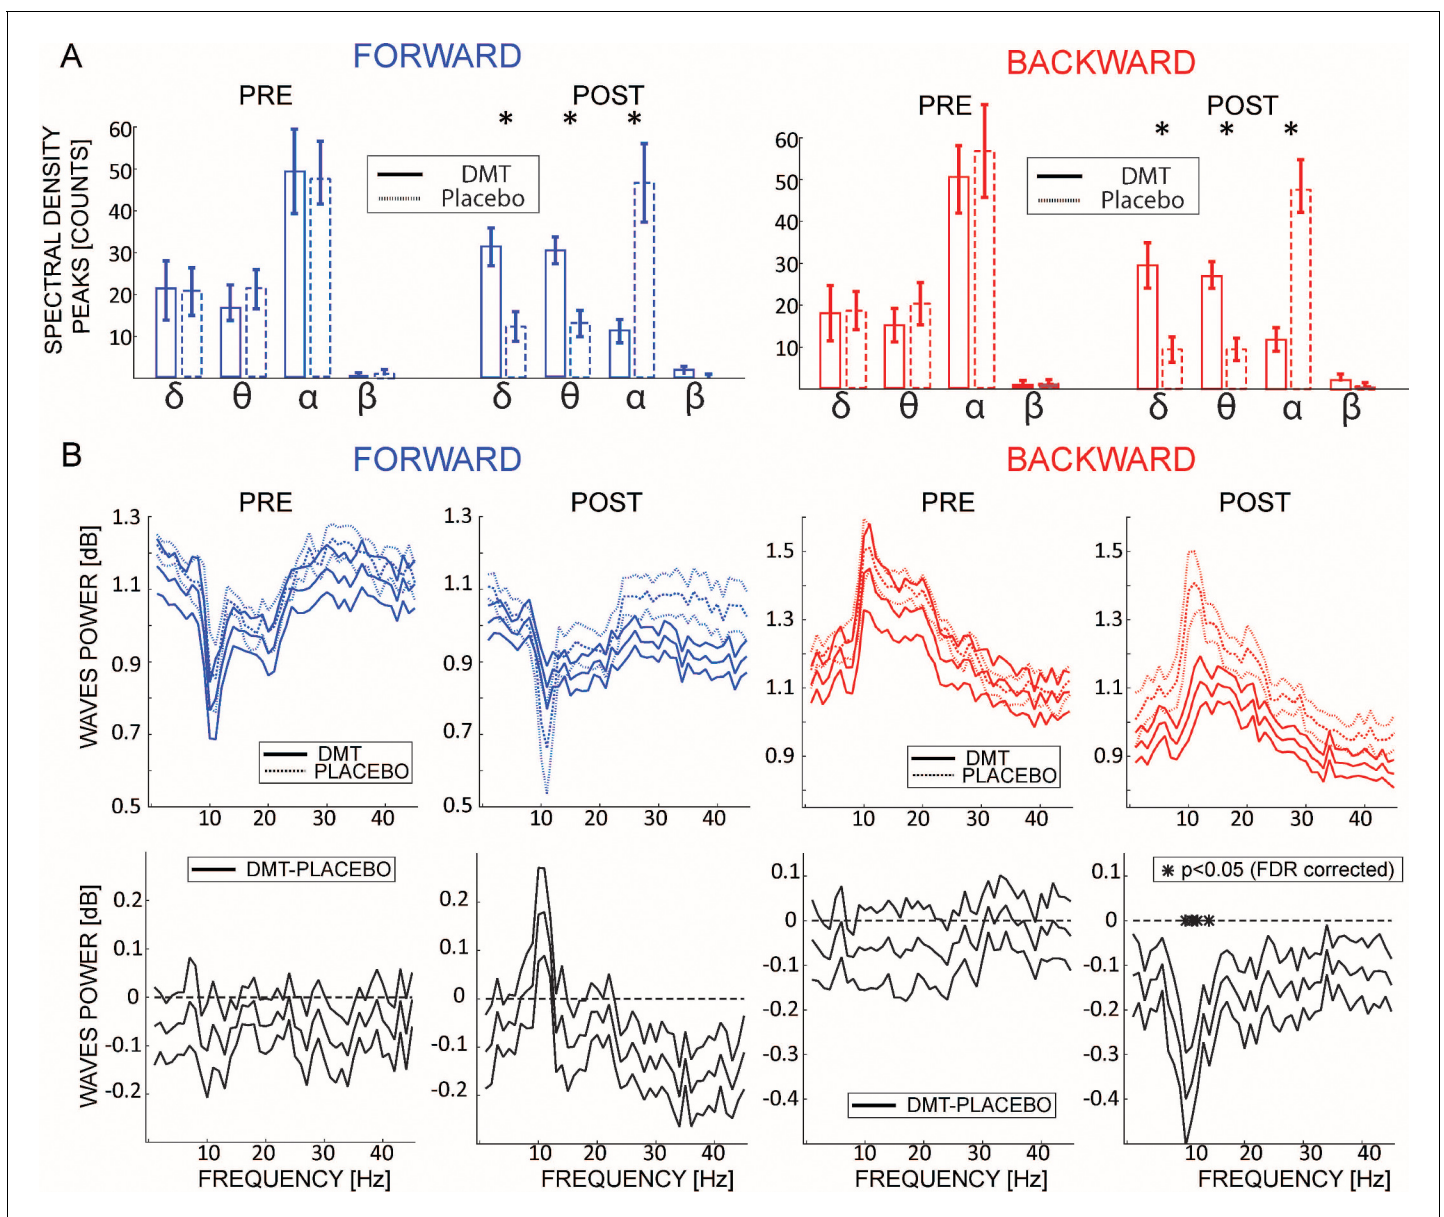 A
FORWARD
BACKWARD
PRE
POST
PRE
POST
* * *
* * *
SPECTRAL DENSITY
PEAKS [COUNTS]
60
50
40
30
20
10
DMT
Placebo
60
50
40
30
20
10
DMT
Placebo
δ θ α β δ θ α β
δ θ α β δ θ α β
B
FORWARD
BACKWARD
PRE
POST
PRE
POST
WAVES POWER [dB]
1.3
1.1
0.9
0.7
0.5
DMT
PLACEBO
10 20 30 40
1.3
1.1
0.9
0.7
0.5
10 20 30 40
1.5
1.3
1.1
0.9
DMT
PLACEBO
10 20 30 40
1.5
1.3
1.1
0.9
10 20 30 40
WAVES POWER [dB]
DMT-PLACEBO
0.2
0.1
0
-0.1
-0.2
10 20 30 40
FREQUENCY [Hz]
0.2
0.1
0
-0.1
-0.2
10 20 30 40
FREQUENCY [Hz]
0.1
0
-0.1
-0.2
-0.3
-0.4
DMT-PLACEBO
10 20 30 40
FREQUENCY [Hz]
* p<0.05 (FDR corrected)
0.1
0
-0.1
-0.2
-0.3
-0.4
10 20 30 40
FREQUENCY [Hz]